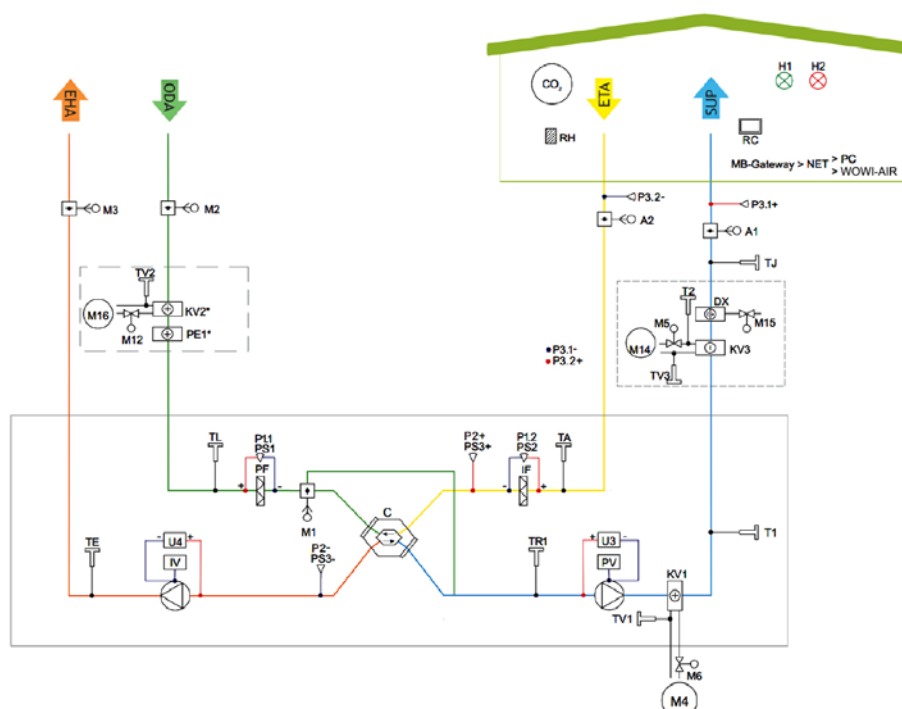 EHA
ODA
CO2
ETA
SUP
H1
H2
RH
RC
MB-Gateway > NET > PC
> WOWI-AIR
M3
M2
P3.2-
A2
P3.1+
A1
TJ
TV2
M16
KV2*
M12
PE1*
T2
DX
M5
M15
M14
KV3
TV3
P3.1-
P3.2+
TL
P1.1
PS1
PF
+
-
P2+
PS3+
P1.2
PS2
IF
-
+
TA
M1
C
T1
TE
-
U4
+
IV
P2-
PS3-
TR1
+
U3
-
PV
KV1
TV1
M6
M4